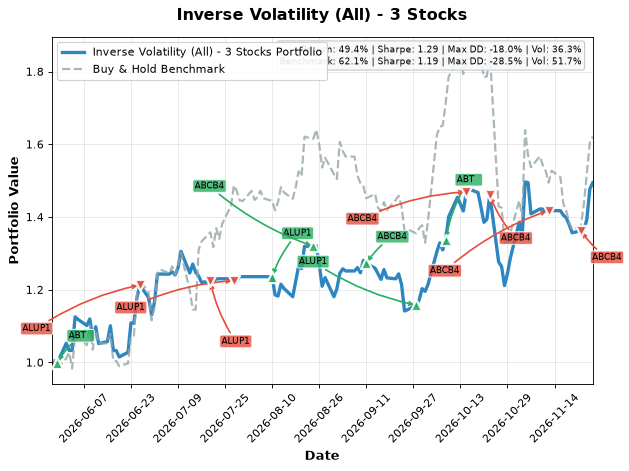 Inverse Volatility (All) - 3 Stocks
Inverse Volatility (All) - 3 Stocks Portfolio
Buy & Hold Benchmark
49.4% | Sharpe: 1.29 | Max DD: -18.0% | Vol: 36.3%
62.1% | Sharpe: 1.19 | Max DD: -28.5% | Vol: 51.7%
Portfolio Value
1.8
1.6
1.4
1.2
1.0
ABCB4
ABT
ABCB4
ALUP1
ABCB4
ABCB4
ALUP1
ABCB4
ABCB4
ALUP1
ALUP1
ABT
ALUP1
2026-06-07
2026-06-23
2026-07-09
2026-07-25
2026-08-10
2026-08-26
2026-09-11
2026-09-27
2026-10-13
2026-10-29
2026-11-14
Date